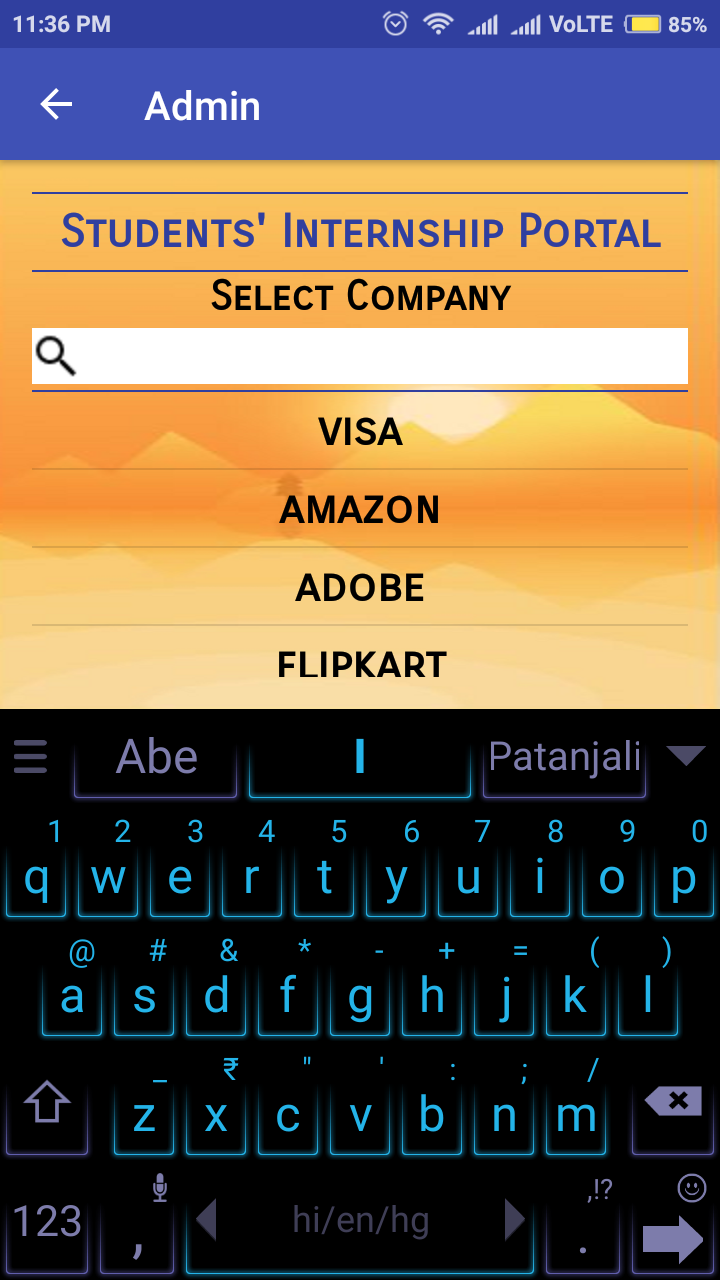 11:36 PM VoLTE 85%
Admin
Students' Internship Portal
Select Company
VISA
AMAZON
ADOBE
FLIPKART
Abe I Patanjali
1 2 3 4 5 6 7 8 9 0
q w e r t y u i o p
@ # & * - + = ( )
a s d f g h j k l
_ ₹ " ' : ; /
z x c v b n m
,!?
123 , hi/en/hg .